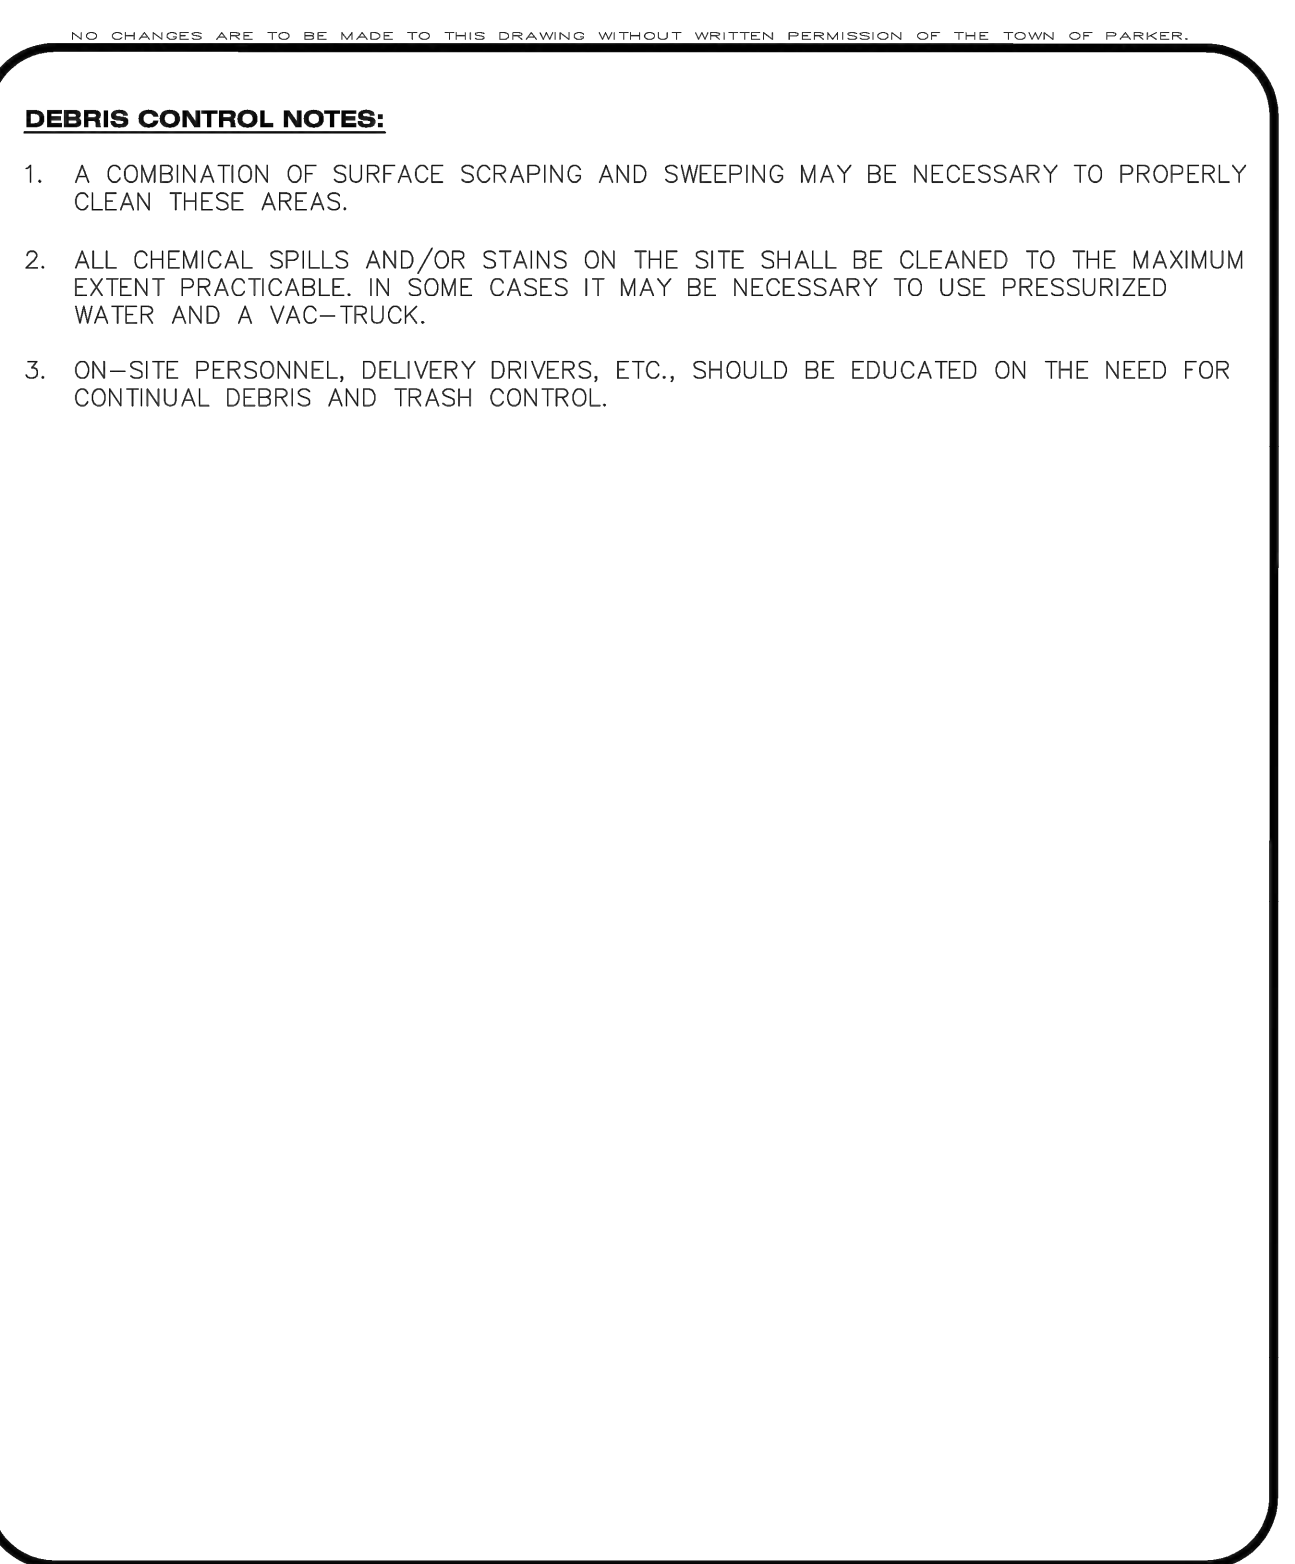 NO CHANGES ARE TO BE MADE TO THIS DRAWING WITHOUT WRITTEN PERMISSION OF THE TOWN OF PARKER.
DEBRIS CONTROL NOTES:
1. A COMBINATION OF SURFACE SCRAPING AND SWEEPING MAY BE NECESSARY TO PROPERLY
CLEAN THESE AREAS.
2. ALL CHEMICAL SPILLS AND/OR STAINS ON THE SITE SHALL BE CLEANED TO THE MAXIMUM
EXTENT PRACTICABLE. IN SOME CASES IT MAY BE NECESSARY TO USE PRESSURIZED
WATER AND A VAC-TRUCK.
3. ON-SITE PERSONNEL, DELIVERY DRIVERS, ETC., SHOULD BE EDUCATED ON THE NEED FOR
CONTINUAL DEBRIS AND TRASH CONTROL.